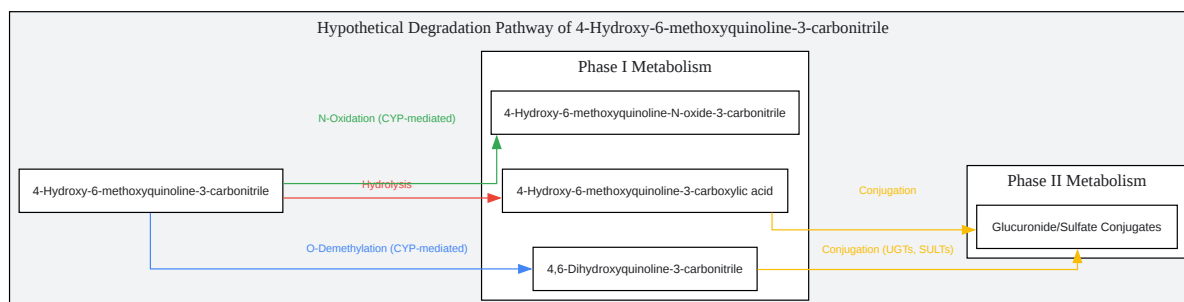 Hypothetical Degradation Pathway of 4-Hydroxy-6-methoxyquinoline-3-carbonitrile
Phase I Metabolism
4-Hydroxy-6-methoxyquinoline-N-oxide-3-carbonitrile
N-Oxidation (CYP-mediated)
4-Hydroxy-6-methoxyquinoline-3-carbonitrile
Hydrolysis
4-Hydroxy-6-methoxyquinoline-3-carboxylic acid
Conjugation
Phase II Metabolism
Glucuronide/Sulfate Conjugates
O-Demethylation (CYP-mediated)
4,6-Dihydroxyquinoline-3-carbonitrile
Conjugation (UGTs, SULTs)